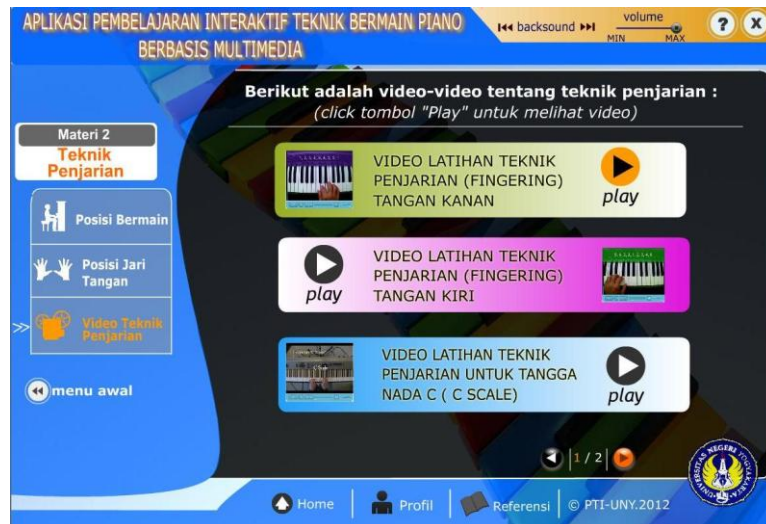 APLIKASI PEMBELAJARAN INTERAKTIF TEKNIK BERMAIN PIANO
BERBASIS MULTIMEDIA
backsound
volume
MIN MAX
?
X
Berikut adalah video-video tentang teknik penjarian :
(click tombol "Play" untuk melihat video)
Materi 2
Teknik
Penjarian
Posisi Bermain
Posisi Jari
Tangan
Video Teknik
Penjarian
menu awal
VIDEO LATIHAN TEKNIK
PENJARIAN (FINGERING)
TANGAN KANAN
play
play
VIDEO LATIHAN TEKNIK
PENJARIAN (FINGERING)
TANGAN KIRI
VIDEO LATIHAN TEKNIK
PENJARIAN UNTUK TANGGA
NADA C ( C SCALE)
play
1 / 2
UNIVERSITAS NEGERI YOGYAKARTA
Home
Profil
Referensi
© PTI-UNY.2012